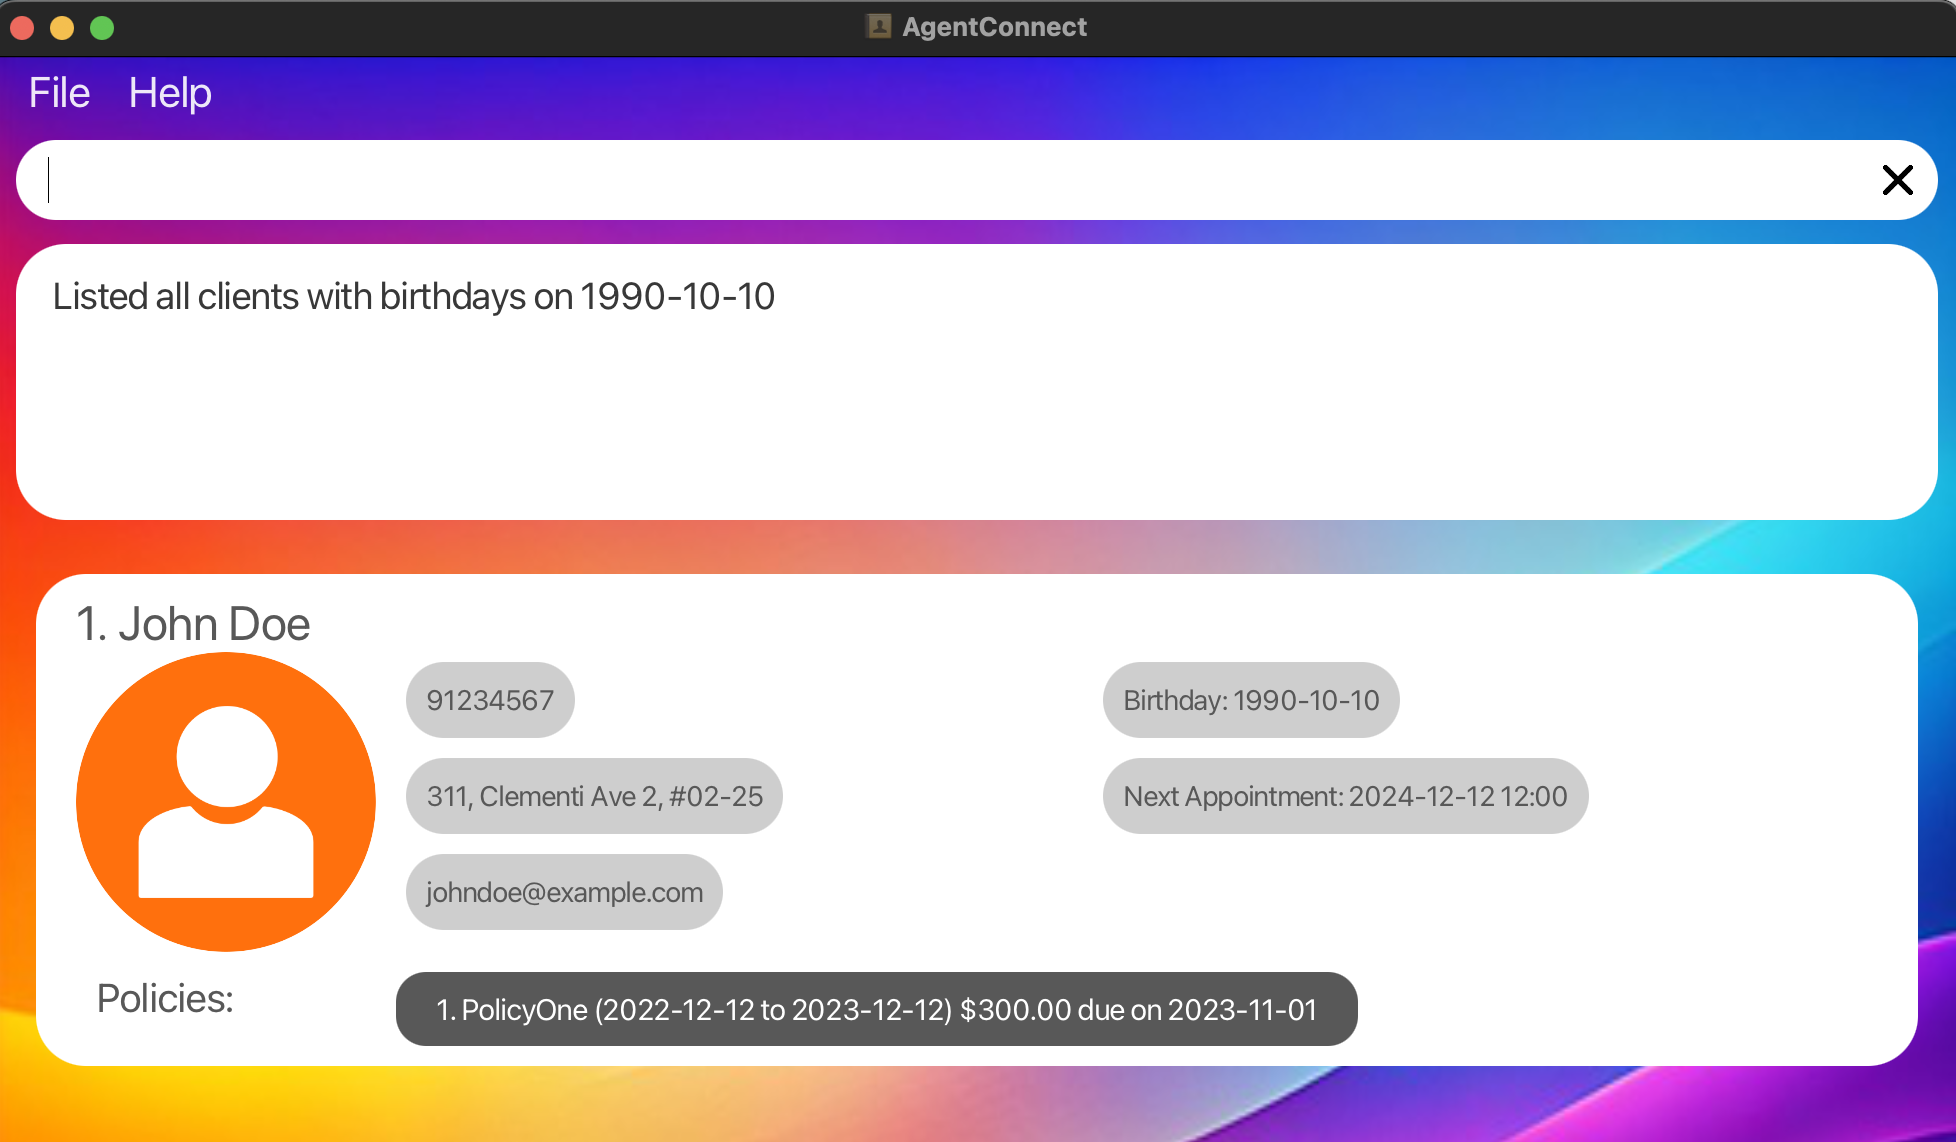 AgentConnect
File Help
Listed all clients with birthdays on 1990-10-10
1. John Doe
91234567
Birthday: 1990-10-10
311, Clementi Ave 2, #02-25
Next Appointment: 2024-12-12 12:00
johndoe@example.com
Policies:
1. PolicyOne (2022-12-12 to 2023-12-12) $300.00 due on 2023-11-01